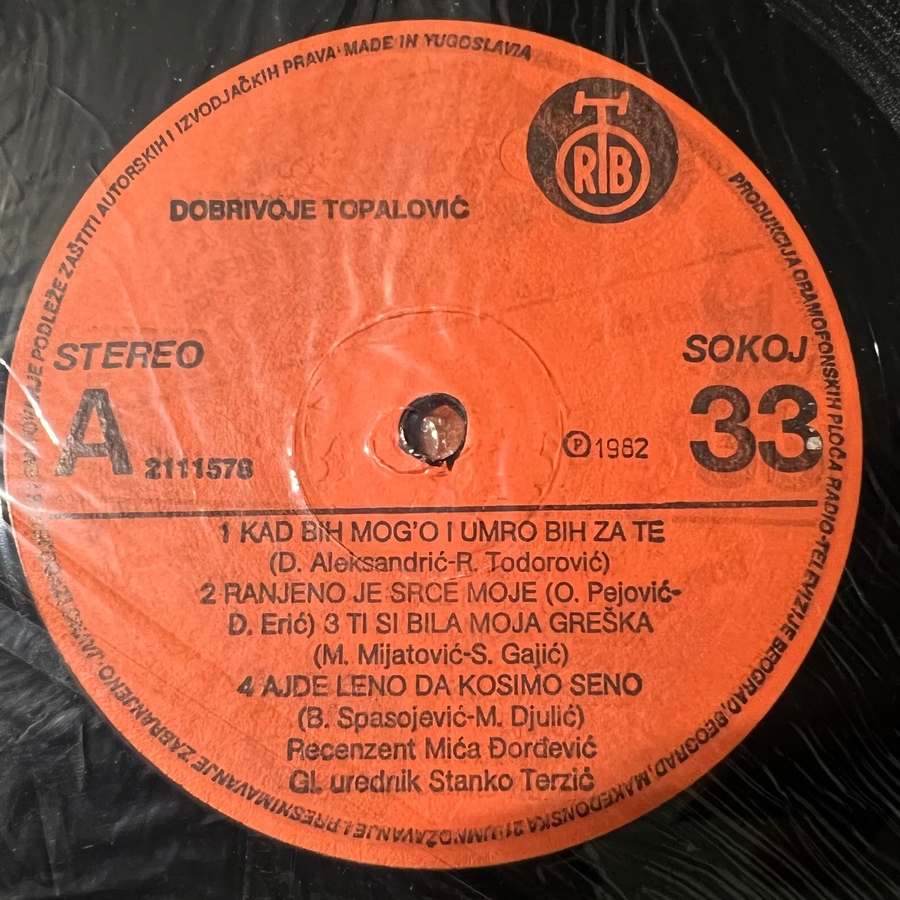 PODLEŽE ZAŠTITI AUTORSKIH I IZVODJAČKIH PRAVA· MADE IN YUGOSLAVIA
RTB
DOBRIVOJE TOPALOVIĆ
PRODUKCIJA GRAMOFONSKIH PLOČA RADIO-TELEVIZIJE BEOGRAD, BEOGRAD, MAKEDONSKA 21
STEREO
SOKOJ
A
2111578
℗ 1982
33
1 KAD BIH MOG'O I UMRO BIH ZA TE
(D. Aleksandrić-R. Todorović)
2 RANJENO JE SRCE MOJE (O. Pejović-
D. Erić) 3 TI SI BILA MOJA GREŠKA
(M. Mijatović-S. Gajić)
4 AJDE LENO DA KOSIMO SENO
(B. Spasojević-M. Djulić)
Recenzent Mića Đorđević
Gl. urednik Stanko Terzić
I PRESNIMAVANJE ZABRANJENO